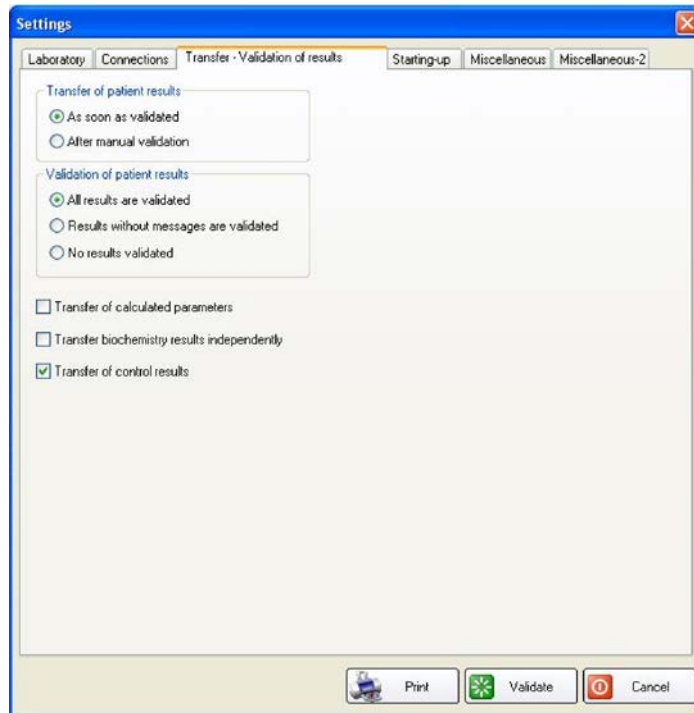 Settings
Laboratory Connections Transfer - Validation of results Starting-up Miscellaneous Miscellaneous-2
Transfer of patient results
As soon as validated
After manual validation
Validation of patient results
All results are validated
Results without messages are validated
No results validated
Transfer of calculated parameters
Transfer biochemistry results independently
Transfer of control results
Print Validate Cancel